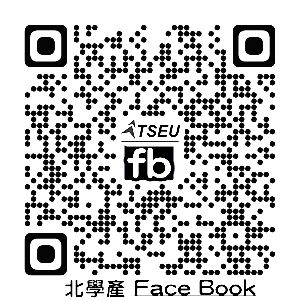 TSEU
fb
北學產 Face Book